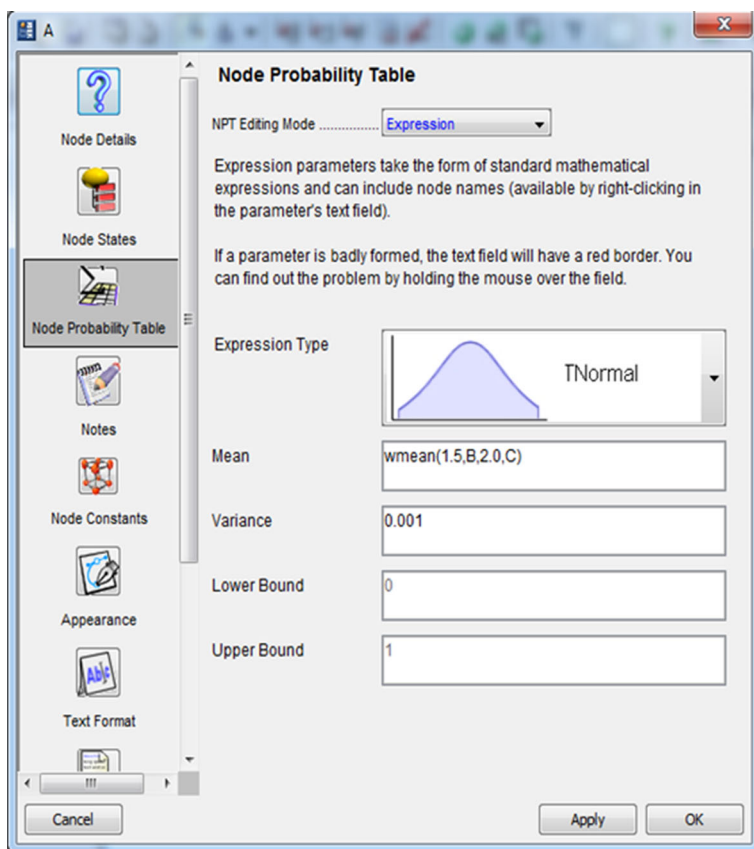 A
Node Details
Node States
Node Probability Table
Notes
Node Constants
Appearance
Text Format
Node Probability Table
NPT Editing Mode ............... Expression
Expression parameters take the form of standard mathematical
expressions and can include node names (available by right-clicking in
the parameter's text field).
If a parameter is badly formed, the text field will have a red border. You
can find out the problem by holding the mouse over the field.
Expression Type
TNormal
Mean
wmean(1.5,B,2.0,C)
Variance
0.001
Lower Bound
0
Upper Bound
1
Cancel
Apply
OK